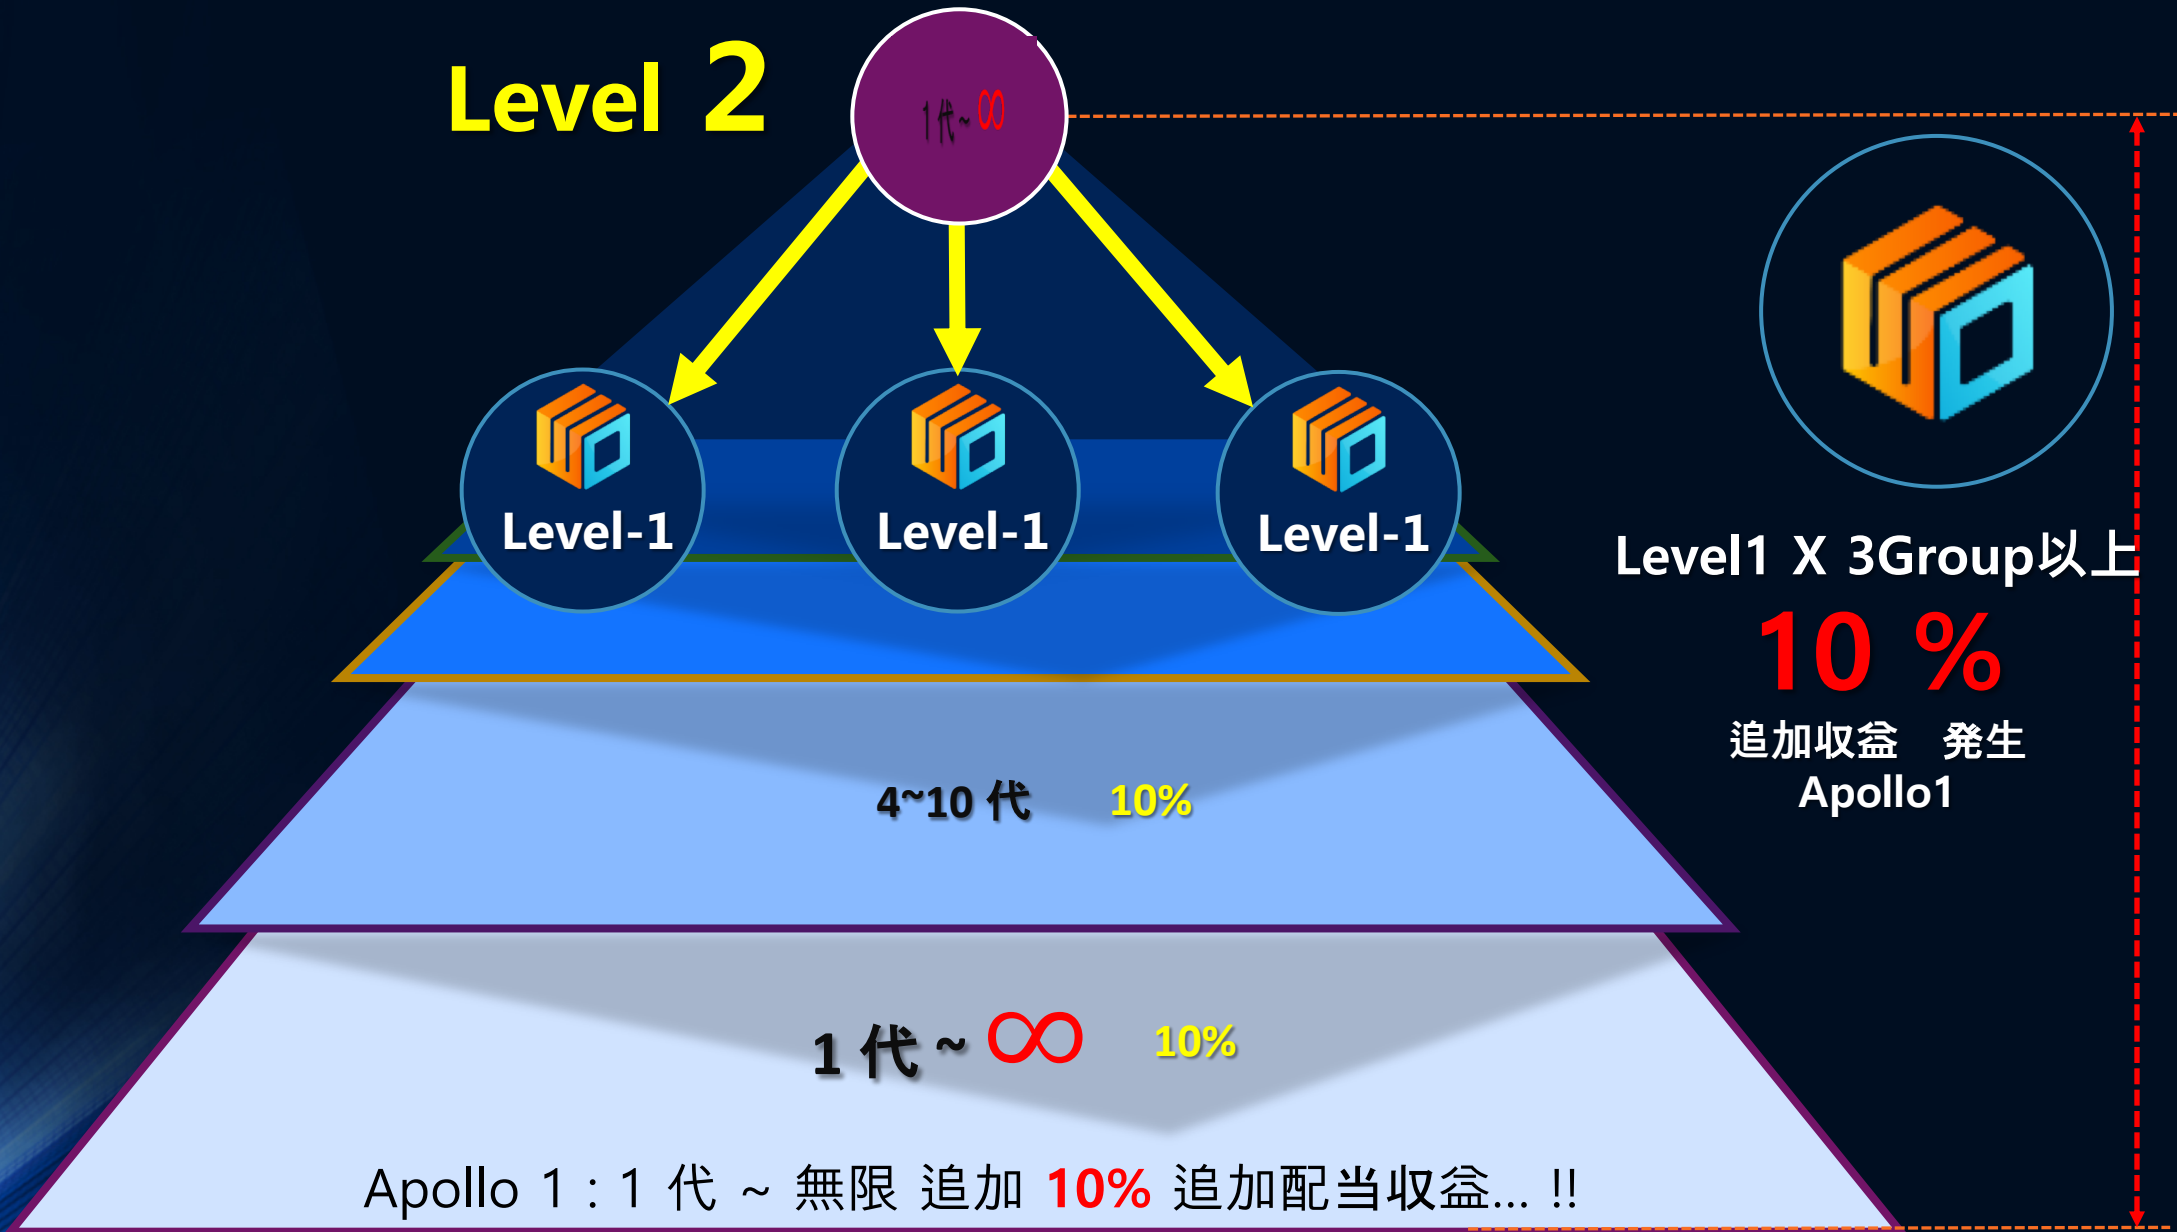 Level 2
1代~∞
Level-1
Level-1
Level-1
Level1 X 3Group以上
10 %
追加収益 発生
Apollo1
4~10 代 10%
1 代 ~ ∞ 10%
Apollo 1 : 1 代 ~ 無限 追加 10% 追加配当収益... !!